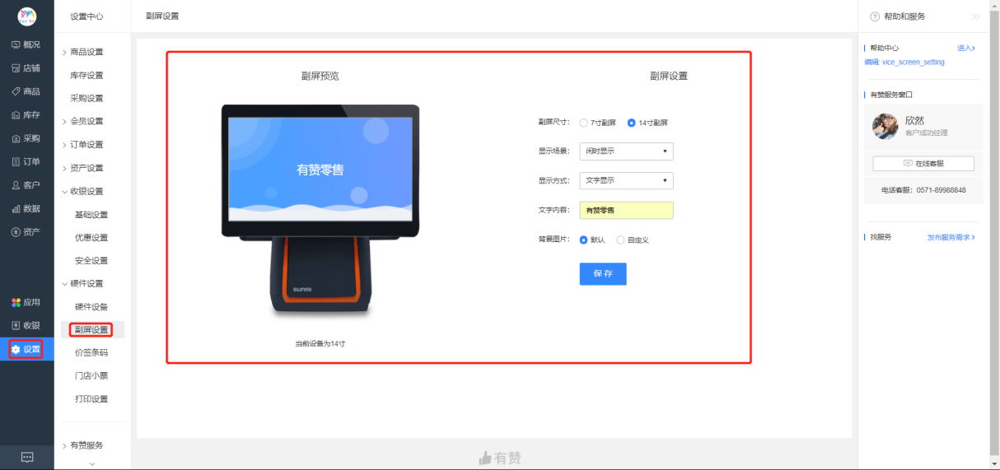 设置中心
副屏设置
帮助和服务
概况
店铺
商品
库存
采购
订单
客户
数据
资产
应用
收银
设置
商品设置
库存设置
采购设置
会员设置
订单设置
资产设置
收银设置
基础设置
优惠设置
安全设置
硬件设置
硬件设备
副屏设置
价签条码
门店小票
打印设置
有赞服务
副屏预览
有赞零售
sunmi
当前设备为14寸
副屏设置
副屏尺寸: 7寸副屏 14寸副屏
显示场景: 闲时显示
显示方式: 文字显示
文字内容: 有赞零售
背景图片: 默认 自定义
保存
有赞
帮助中心 进入
编辑 vice_screen_setting
有赞服务窗口
欣然
客户成功经理
在线客服
电话客服: 0571-89988848
找服务 发布服务需求